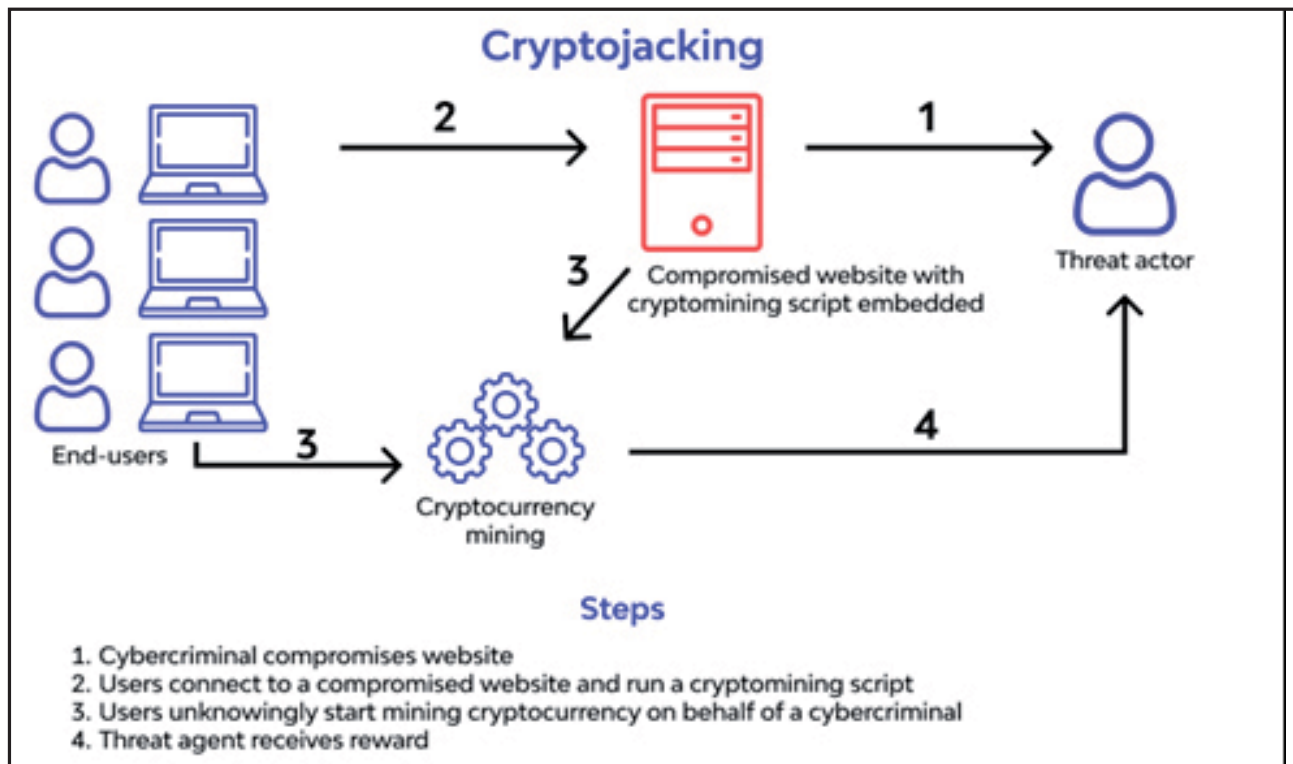 Cryptojacking
2
1
3
Compromised website with
cryptomining script embedded
Threat actor
End-users
3
4
Cryptocurrency
mining
Steps
1. Cybercriminal compromises website
2. Users connect to a compromised website and run a cryptomining script
3. Users unknowingly start mining cryptocurrency on behalf of a cybercriminal
4. Threat agent receives reward